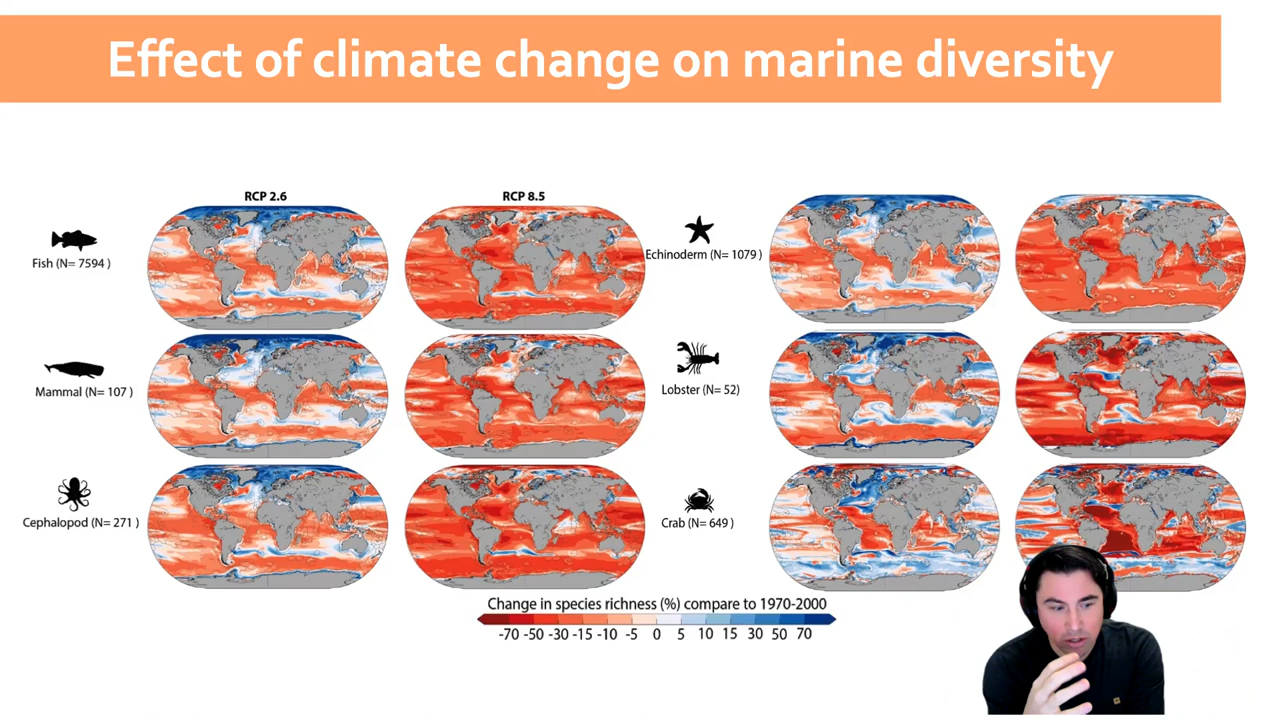 Effect of climate change on marine diversity
RCP 2.6
RCP 8.5
Fish (N= 7594 )
Echinoderm (N= 1079 )
Mammal (N= 107 )
Lobster (N= 52)
Cephalopod (N= 271 )
Crab (N= 649 )
Change in species richness (%) compare to 1970-2000
-70 -50 -30 -15 -10 -5 0 5 10 15 30 50 70